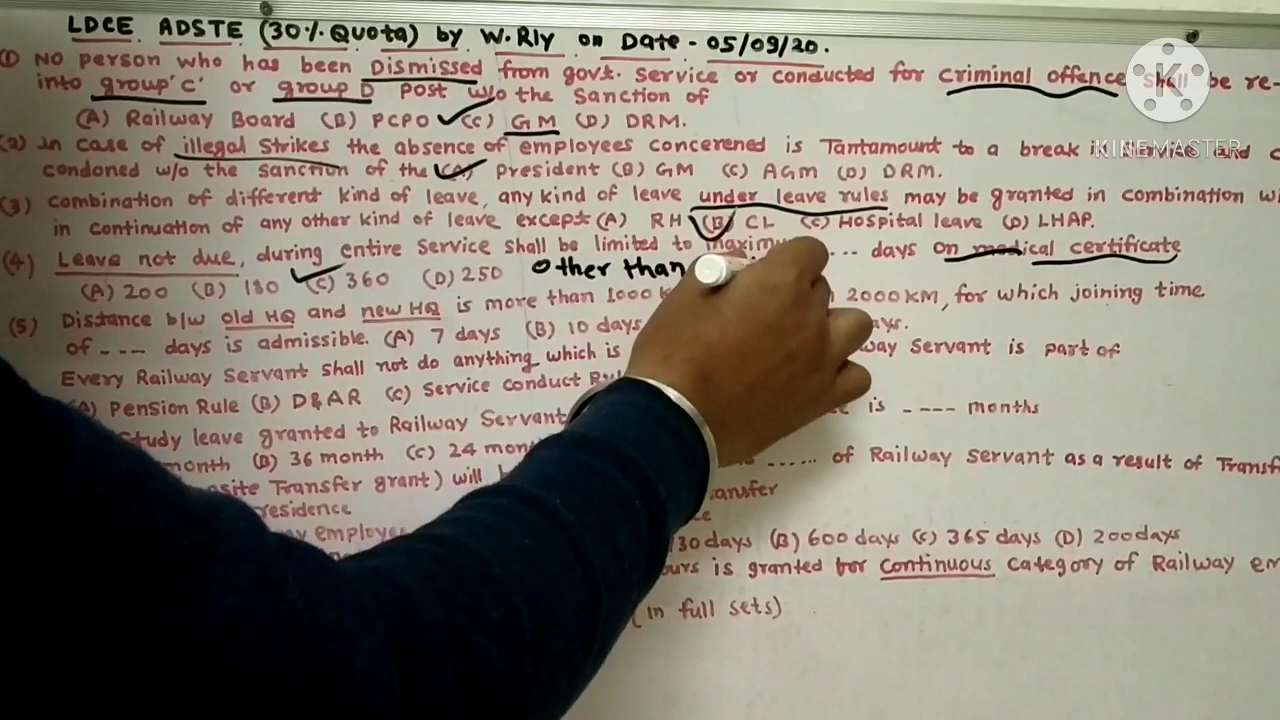 LDCE ADSTE (30% Quota) by W.Rly on Date - 05/09/20.
(1) No person who has been Dismissed from govt. Service or conducted for criminal offence shall be re-
into group 'C' or group D post w/o the Sanction of
(A) Railway Board (B) PCPO (C) GM (D) DRM.
(2) In case of illegal Strikes the absence of employees concerened is Tantamount to a break
condoned w/o the Sanction of the (A) President (B) GM (C) AGM (D) DRM.
(3) combination of different kind of leave, any kind of leave under leave rules may be granted in combination
in continuation of any other kind of leave except (A) RH (B) CL (C) Hospital leave (D) LHAP.
(4) Leave not due, during entire Service shall be limited to ... days on medical certificate
(A) 200 (B) 180 (C) 360 (D) 250 Other than
(5) Distance b/w old HQ and new HQ is more than 1000 2000 KM, for which joining time
of --- days is admissible. (A) 7 days (B) 10 days
Every Railway Servant shall not do anything which is Servant is part of
Pension Rule (B) D&AR (C) Service conduct
Study leave granted to Railway Servant is ---- months
month (B) 36 month (C) 24
Transfer grant) will ...... of Railway servant as a result of
residence
days (B) 600 days (C) 365 days (D) 200 days
is granted for continuous category of Railway
(in full sets)
KINEMASTER